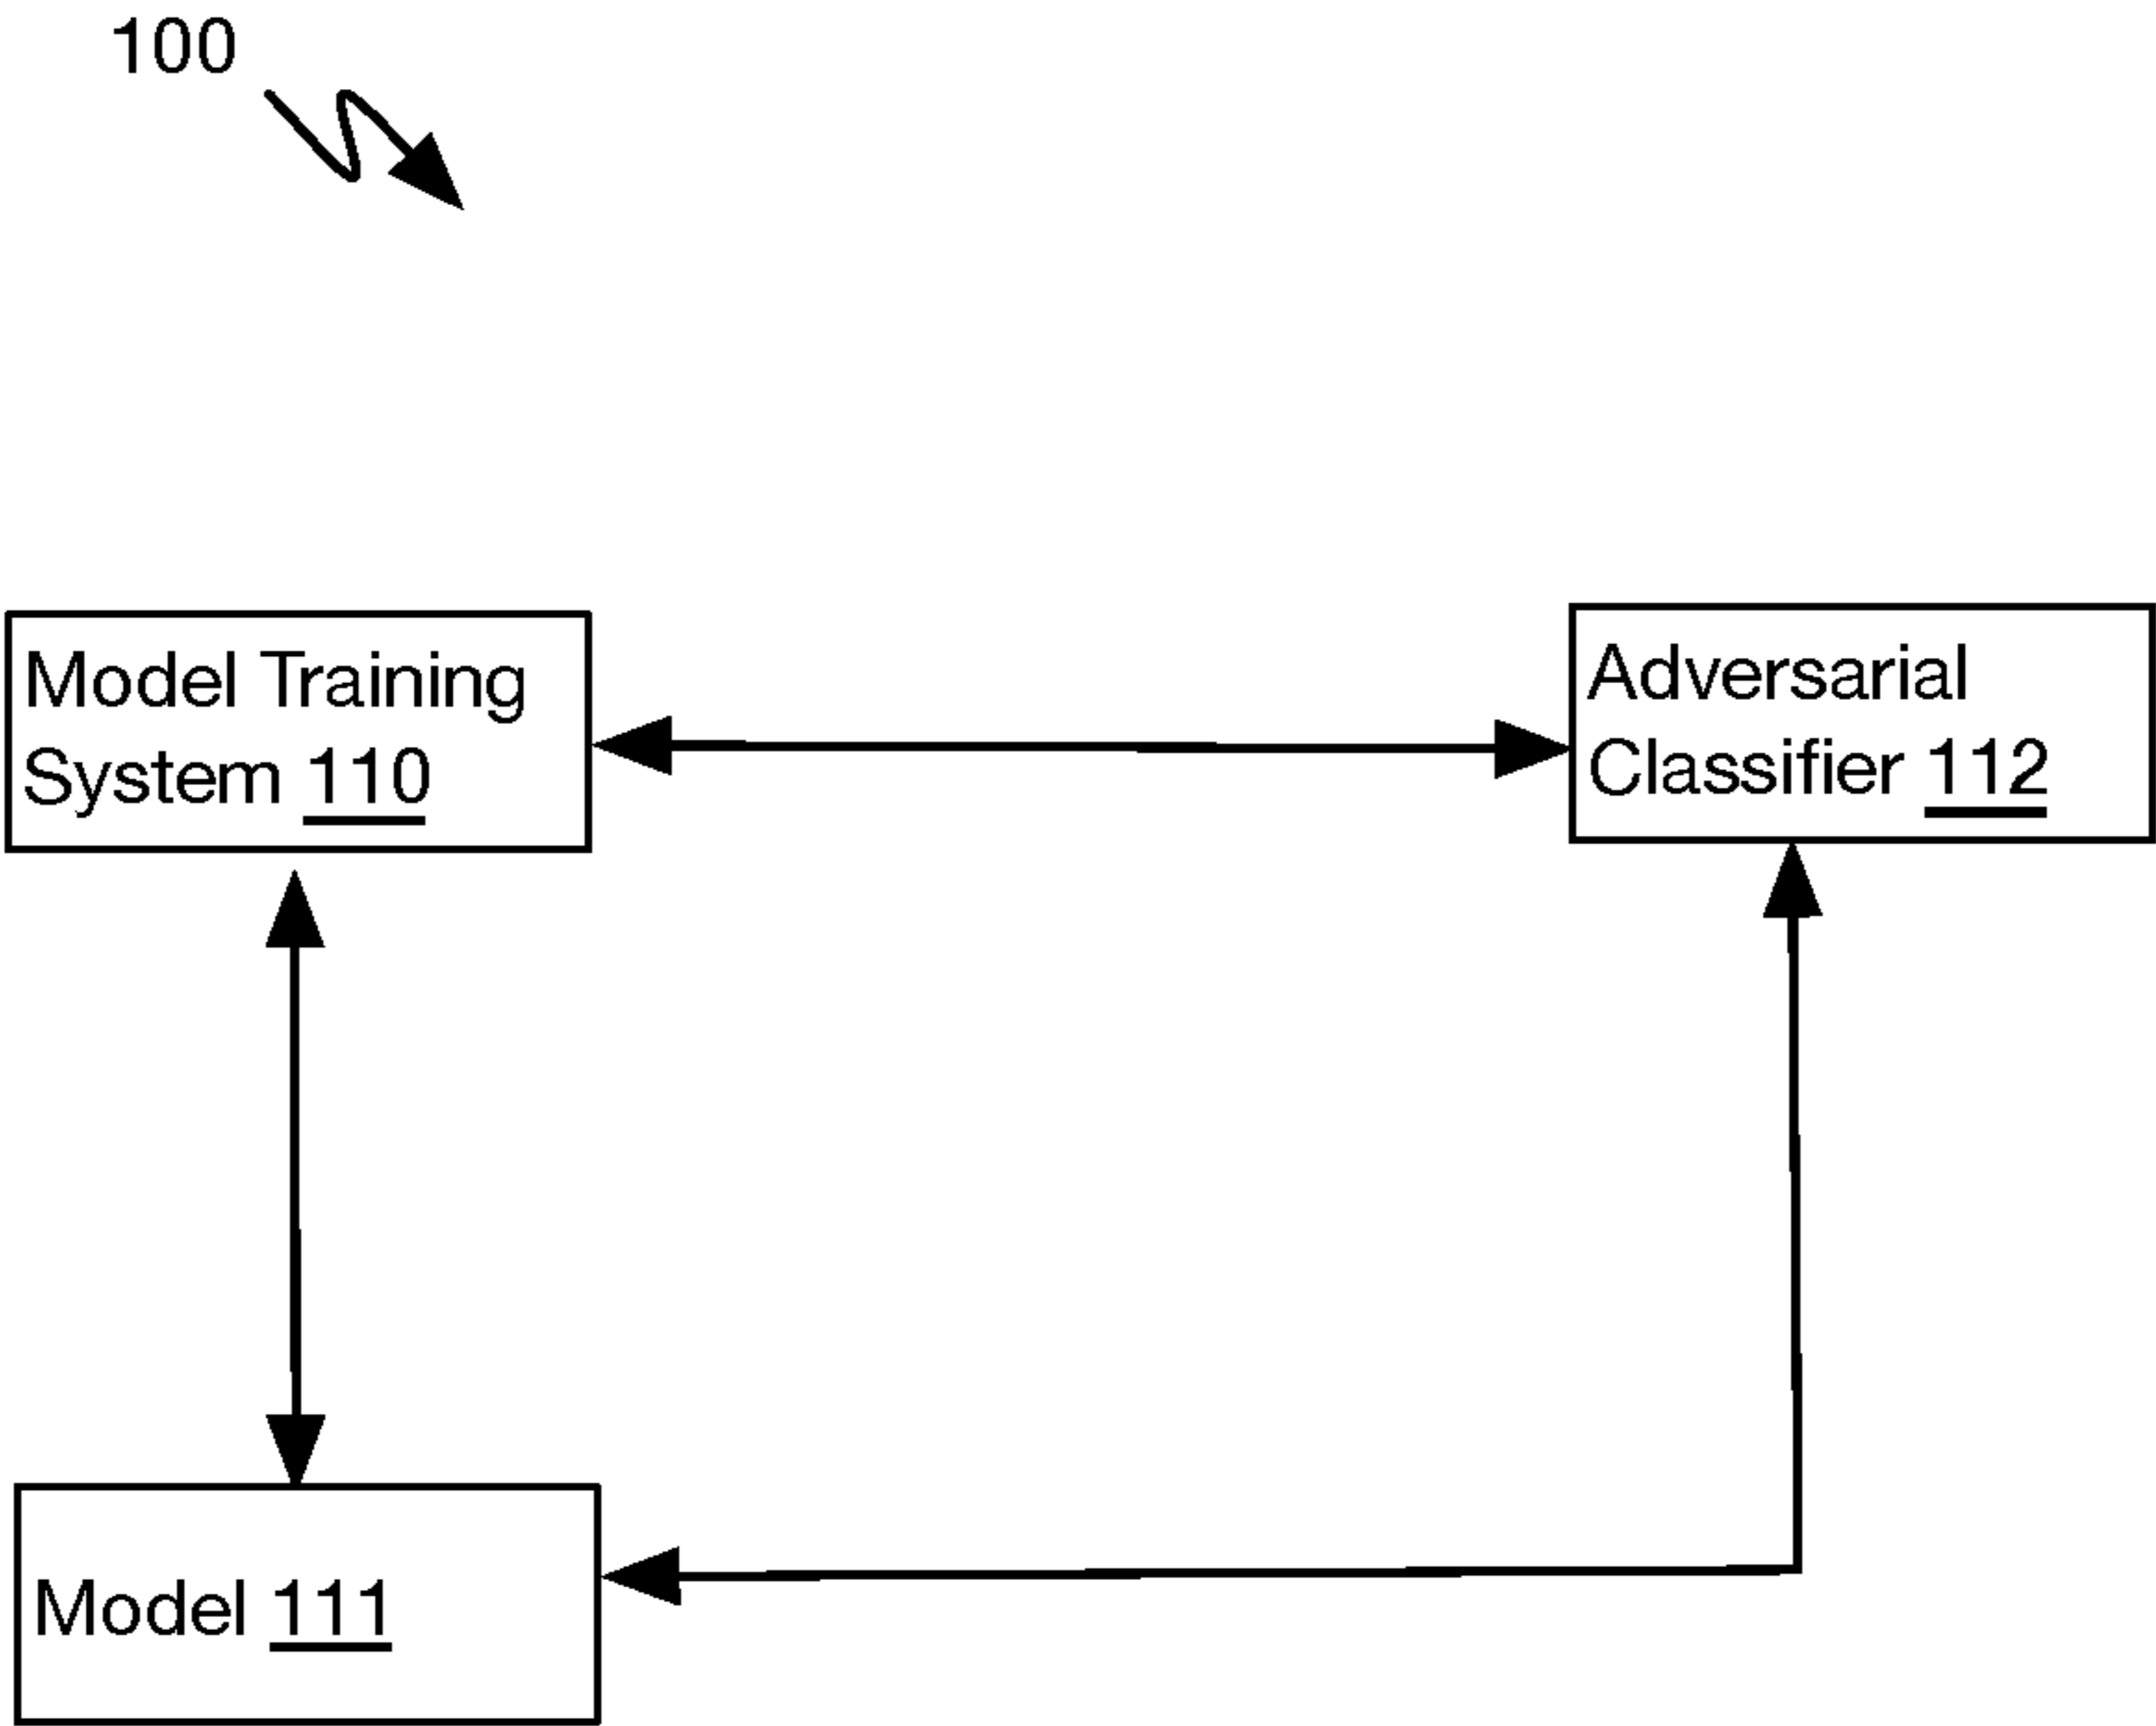 100
Model Training
System 110
Adversarial
Classifier 112
Model 111